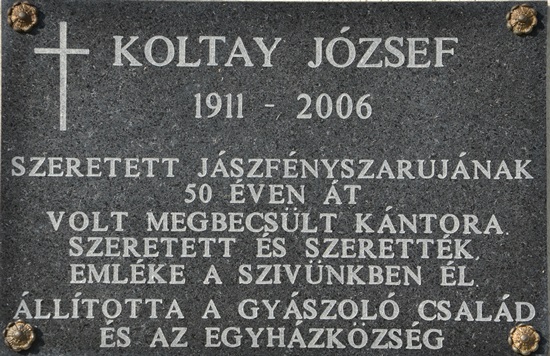 KOLTAY JÓZSEF
1911 - 2006
SZERETETT JÁSZFÉNYSZARUJÁNAK
50 ÉVEN ÁT
VOLT MEGBECSÜLT KÁNTORA.
SZERETETT ÉS SZERETTÉK,
EMLÉKE A SZIVÜNKBEN ÉL.
ÁLLÍTOTTA A GYÁSZOLÓ CSALÁD
ÉS AZ EGYHÁZKÖZSÉG